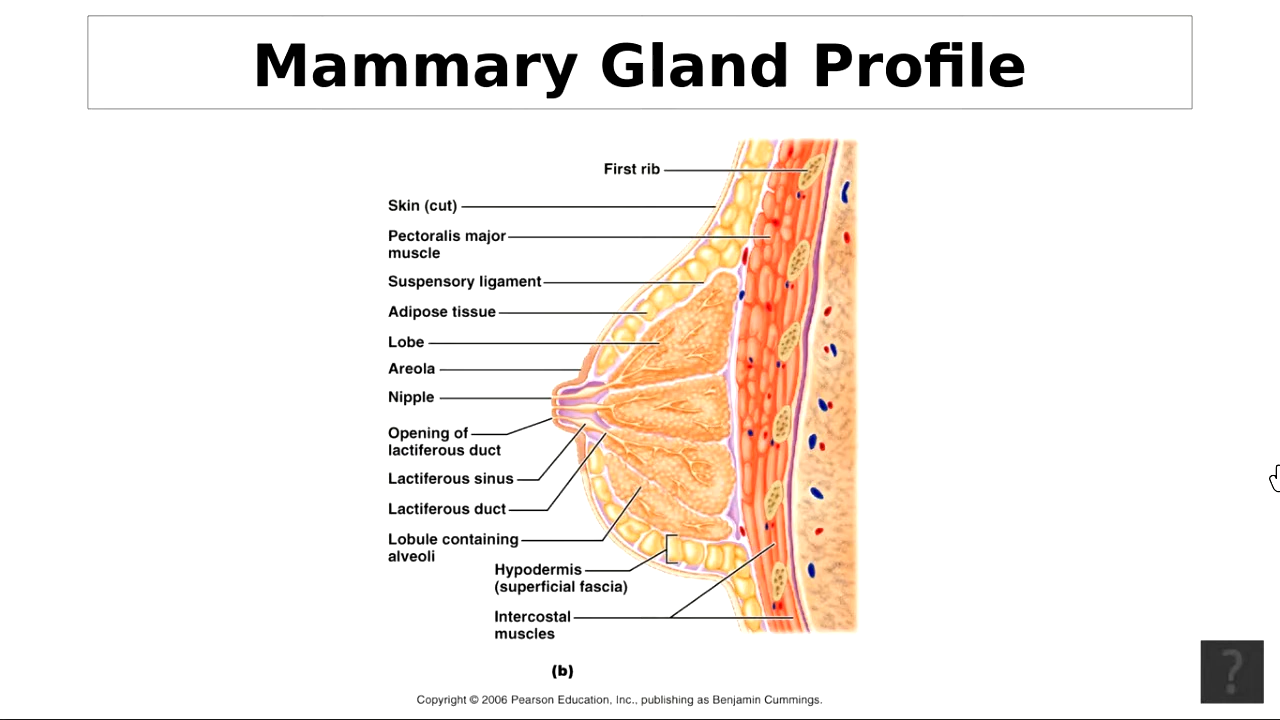 Mammary Gland Profile
First rib
Skin (cut)
Pectoralis major
muscle
Suspensory ligament
Adipose tissue
Lobe
Areola
Nipple
Opening of
lactiferous duct
Lactiferous sinus
Lactiferous duct
Lobule containing
alveoli
Hypodermis
(superficial fascia)
Intercostal
muscles
(b)
Copyright © 2006 Pearson Education, Inc., publishing as Benjamin Cummings.
?